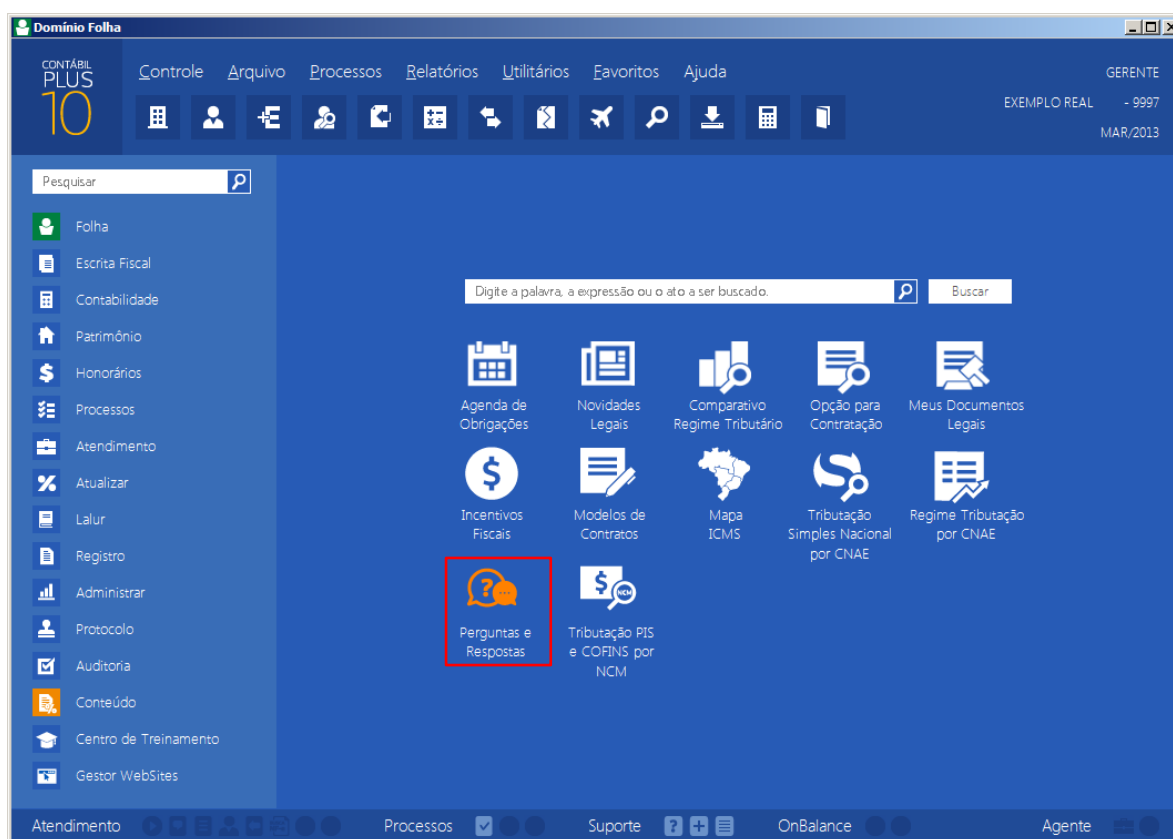 Domínio Folha
CONTÁBIL
PLUS
10
Controle Arquivo Processos Relatórios Utilitários Favoritos Ajuda
GERENTE
EXEMPLO REAL - 9997
MAR/2013
Pesquisar
Folha
Escrita Fiscal
Contabilidade
Patrimônio
Honorários
Processos
Atendimento
Atualizar
Lalur
Registro
Administrar
Protocolo
Auditoria
Conteúdo
Centro de Treinamento
Gestor WebSites
Digite a palavra, a expressão ou o ato a ser buscado.
Buscar
Agenda de
Obrigações
Novidades
Legais
Comparativo
Regime Tributário
Opção para
Contratação
Meus Documentos
Legais
Incentivos
Fiscais
Modelos de
Contratos
Mapa
ICMS
Tributação
Simples Nacional
por CNAE
Regime Tributação
por CNAE
Perguntas e
Respostas
NCM
Tributação PIS
e COFINS por
NCM
Atendimento Processos Suporte OnBalance Agente